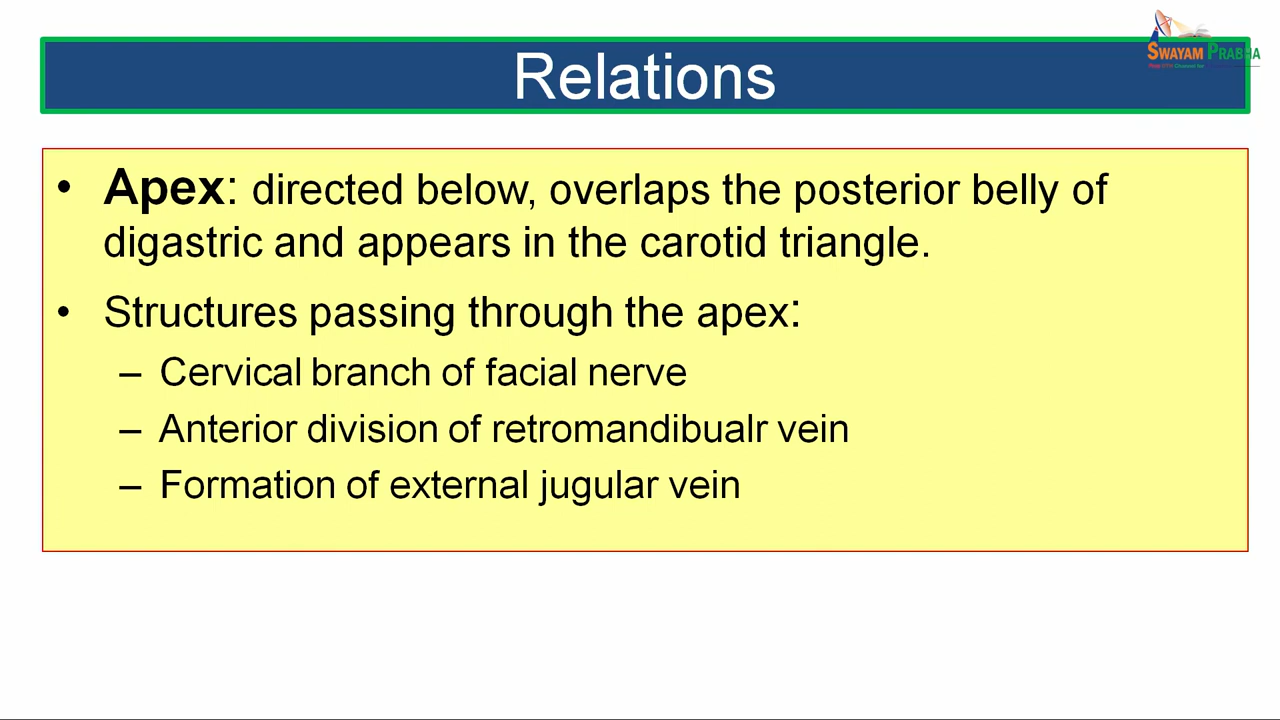 SWAYAM PRABHA
Relations
• Apex: directed below, overlaps the posterior belly of
digastric and appears in the carotid triangle.
• Structures passing through the apex:
– Cervical branch of facial nerve
– Anterior division of retromandibualr vein
– Formation of external jugular vein